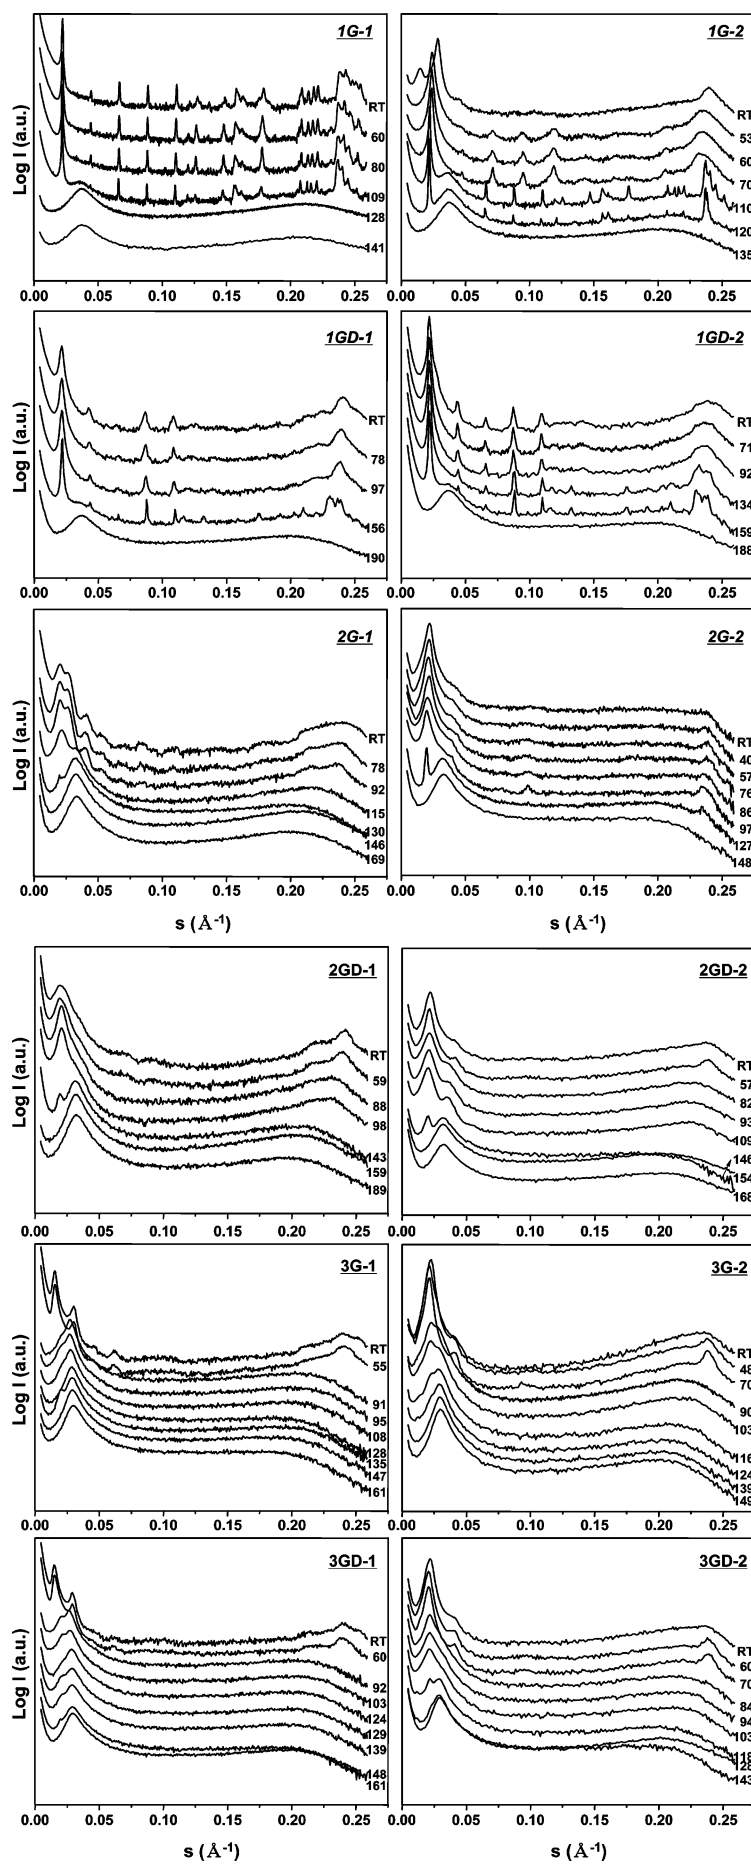 1G-1
Log I (a.u.)
RT
60
80
109
128
141
0.00 0.05 0.10 0.15 0.20 0.25
1G-2
RT
53
60
70
110
120
135
0.00 0.05 0.10 0.15 0.20 0.25
1GD-1
Log I (a.u.)
RT
78
97
156
190
0.00 0.05 0.10 0.15 0.20 0.25
1GD-2
RT
71
92
134
159
188
0.00 0.05 0.10 0.15 0.20 0.25
2G-1
Log I (a.u.)
RT
78
92
115
130
146
169
0.00 0.05 0.10 0.15 0.20 0.25
s (Å-1)
2G-2
RT
40
57
76
86
97
127
148
0.00 0.05 0.10 0.15 0.20 0.25
s (Å-1)
2GD-1
Log I (a.u.)
RT
59
88
98
143
159
189
0.00 0.05 0.10 0.15 0.20 0.25
2GD-2
RT
57
82
93
109
146
154
168
0.00 0.05 0.10 0.15 0.20 0.25
3G-1
Log I (a.u.)
RT
55
91
95
108
128
135
147
161
0.00 0.05 0.10 0.15 0.20 0.25
3G-2
RT
48
70
90
103
116
124
139
149
0.00 0.05 0.10 0.15 0.20 0.25
3GD-1
Log I (a.u.)
RT
60
92
103
124
129
139
148
161
0.00 0.05 0.10 0.15 0.20 0.25
s (Å-1)
3GD-2
RT
60
70
84
94
103
118
128
143
0.00 0.05 0.10 0.15 0.20 0.25
s (Å-1)